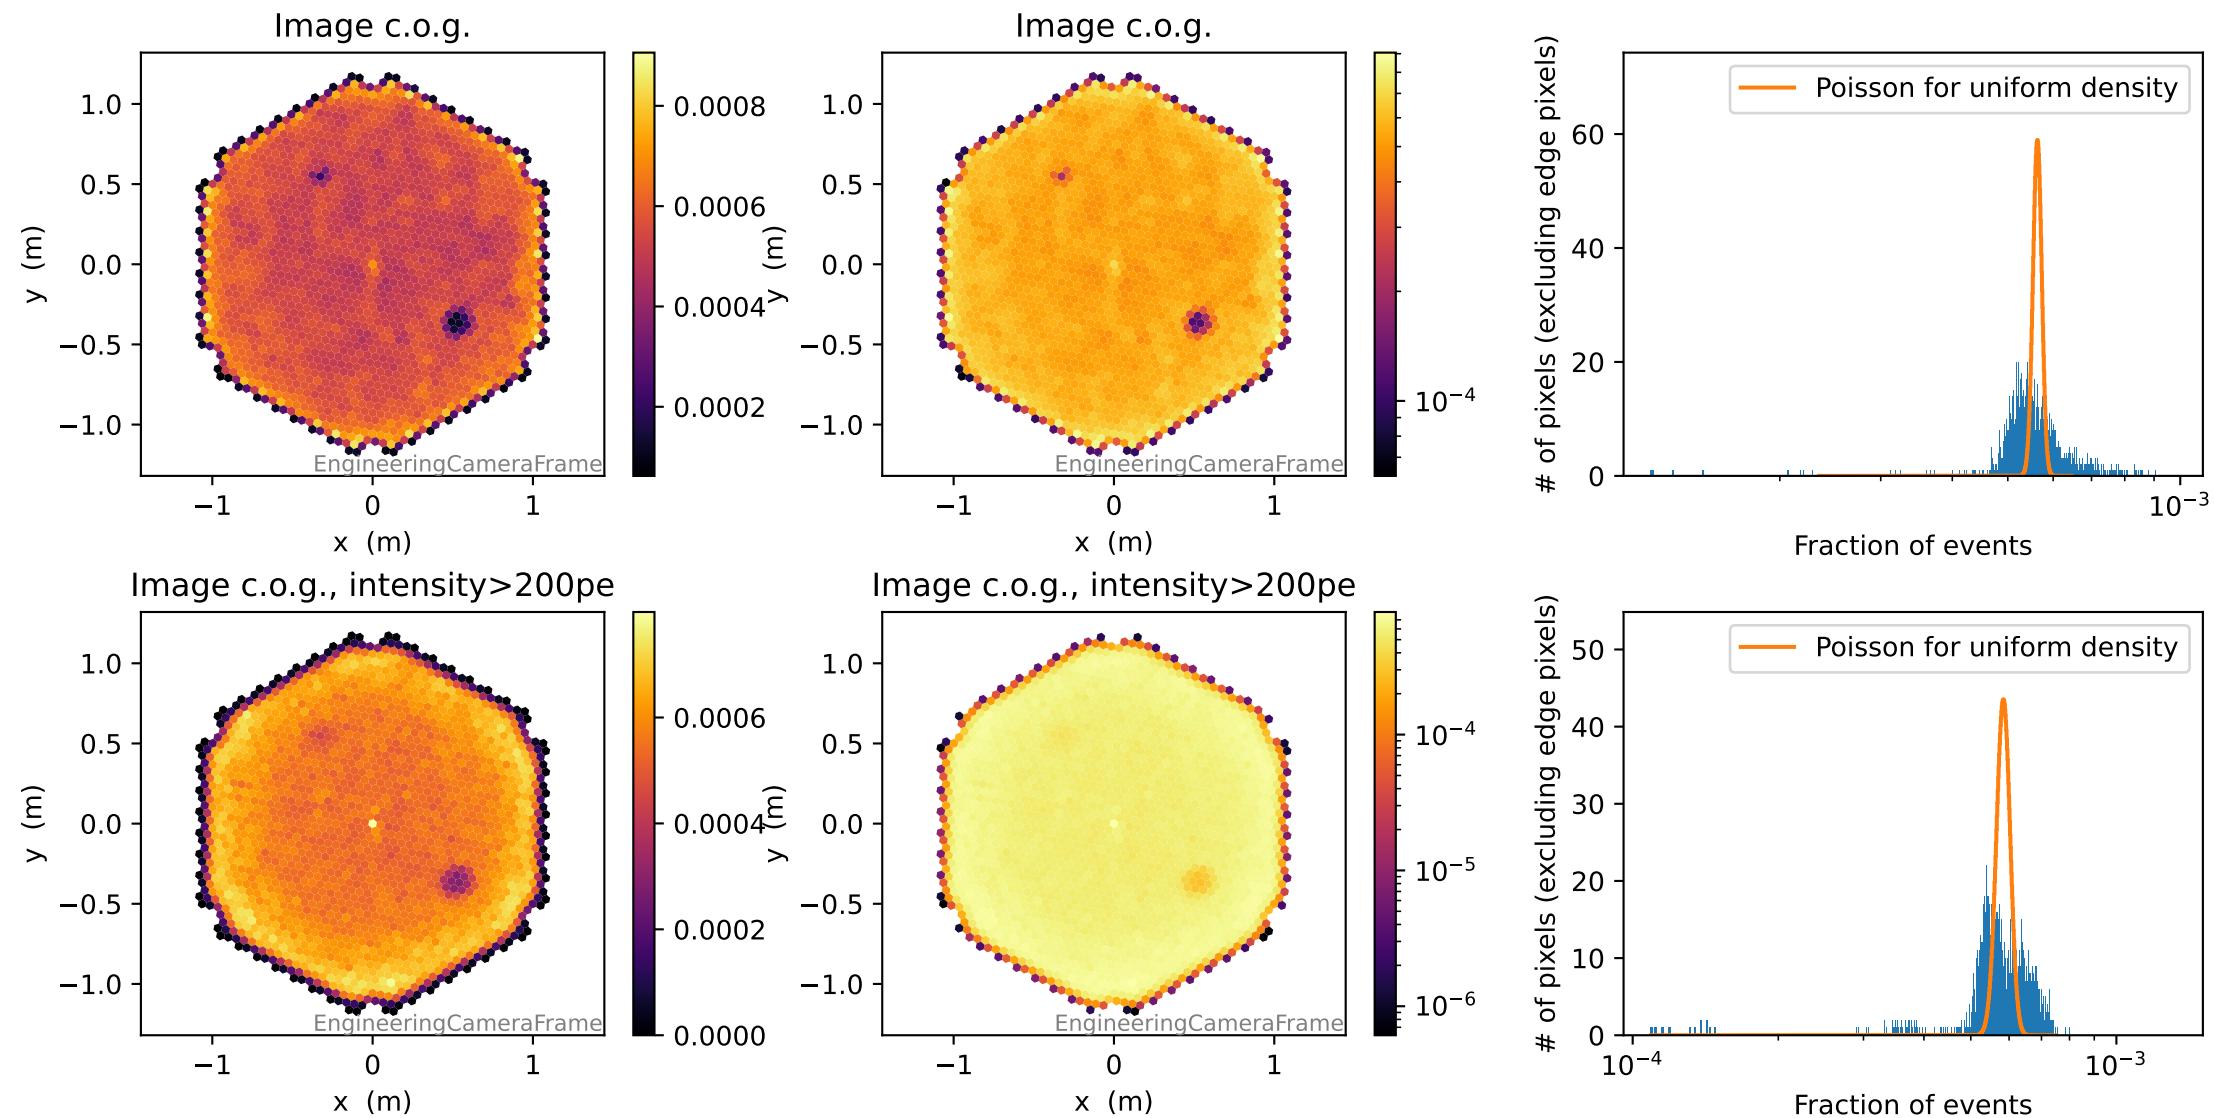 Image c.o.g.
1.0
0.5
0.0
−0.5
−1.0
y (m)
−1
0
1
x (m)
EngineeringCameraFrame
0.0008
0.0006
0.0004
0.0002
Image c.o.g.
1.0
0.5
0.0
−0.5
−1.0
y (m)
−1
0
1
x (m)
EngineeringCameraFrame
10⁻⁴
# of pixels (excluding edge pixels)
60
40
20
0
Poisson for uniform density
10⁻³
Fraction of events
Image c.o.g., intensity>200pe
1.0
0.5
0.0
−0.5
−1.0
y (m)
−1
0
1
x (m)
EngineeringCameraFrame
0.0006
0.0004
0.0002
0.0000
Image c.o.g., intensity>200pe
1.0
0.5
0.0
−0.5
−1.0
y (m)
−1
0
1
x (m)
EngineeringCameraFrame
10⁻⁴
10⁻⁵
10⁻⁶
# of pixels (excluding edge pixels)
50
40
30
20
10
0
Poisson for uniform density
10⁻⁴
10⁻³
Fraction of events